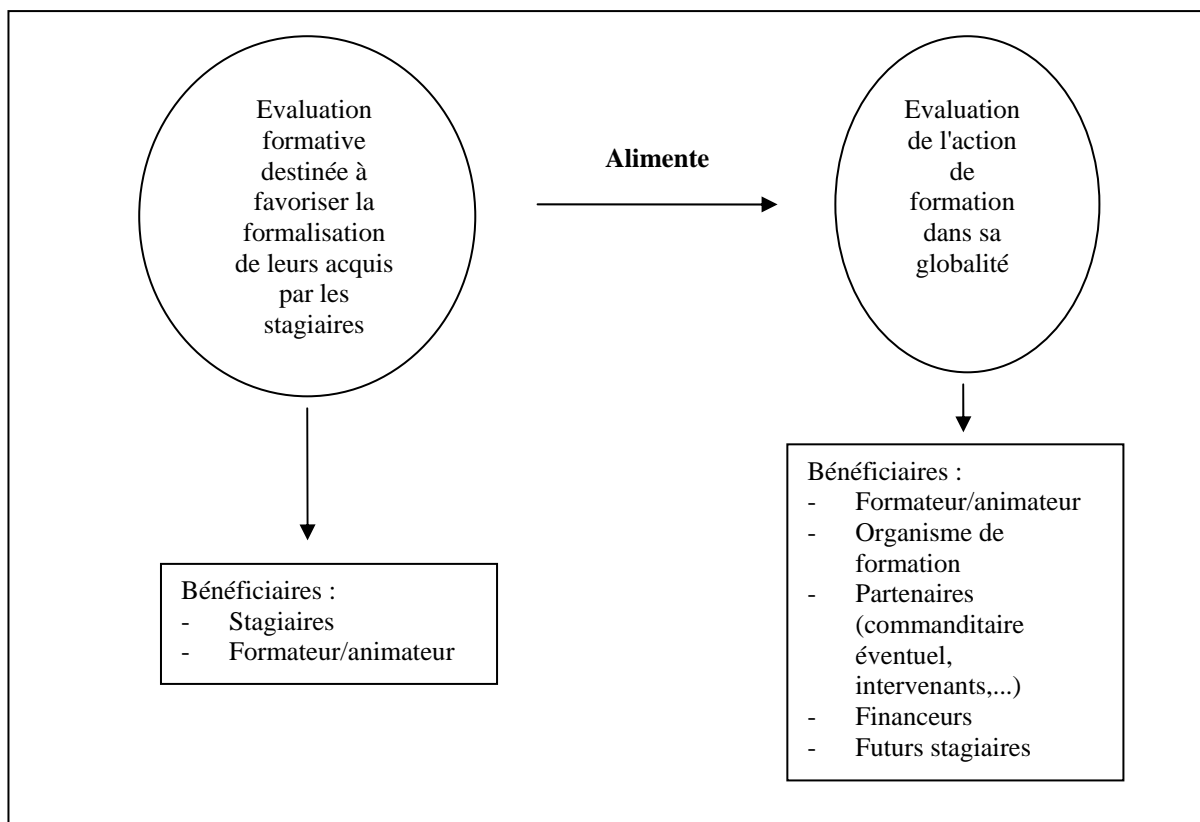 Evaluation
formative
destinée à
favoriser la
formalisation
de leurs acquis
par les
stagiaires
Alimente
Evaluation
de l'action
de
formation
dans sa
globalité
Bénéficiaires :
- Stagiaires
- Formateur/animateur
Bénéficiaires :
- Formateur/animateur
- Organisme de
formation
- Partenaires
(commanditaire
éventuel,
intervenants,...)
- Financeurs
- Futurs stagiaires